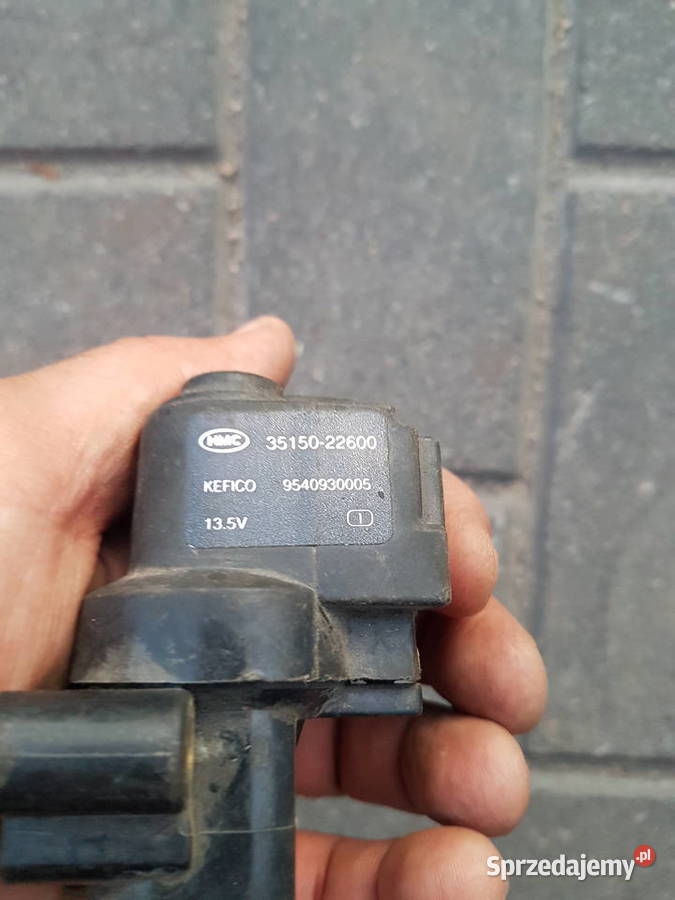 HMC 35150-22600
KEFICO 9540930005
13.5V 1
Sprzedajemy.pl